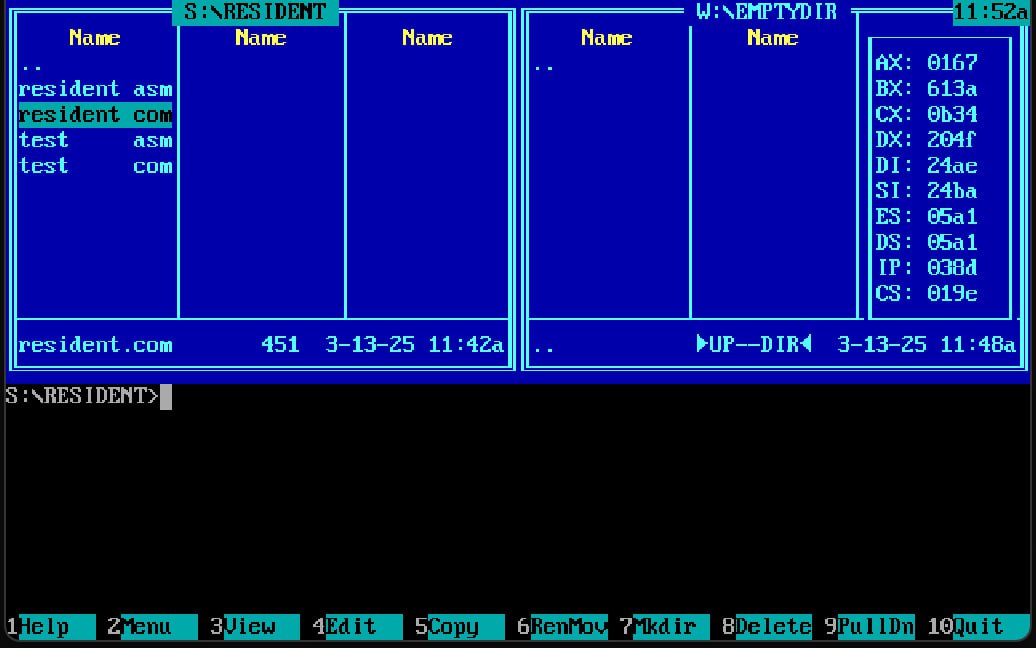 S:\RESIDENT W:\EMPTYDIR 11:52a
Name Name Name Name Name
.. ..
AX: 0167
resident asm BX: 613a
resident com CX: 0b34
test asm DX: 204f
test com DI: 24ae
SI: 24ba
ES: 05a1
DS: 05a1
IP: 038d
CS: 019e
resident.com 451 3-13-25 11:42a .. ►UP--DIR◄ 3-13-25 11:48a
S:\RESIDENT>
1Help 2Menu 3View 4Edit 5Copy 6RenMov 7Mkdir 8Delete 9PullDn 10Quit